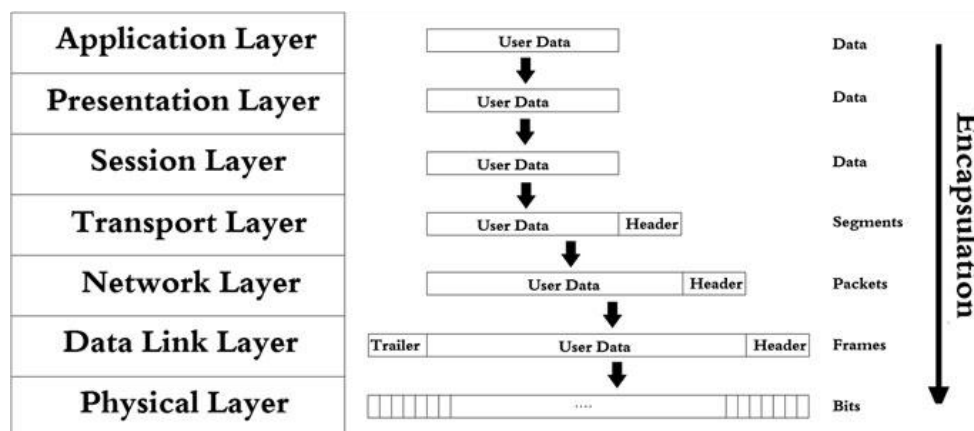 Application Layer
User Data
Data
Presentation Layer
User Data
Data
Session Layer
User Data
Data
Transport Layer
User Data
Header
Segments
Network Layer
User Data
Header
Packets
Data Link Layer
Trailer
User Data
Header
Frames
Physical Layer
....
Bits
Encapsulation